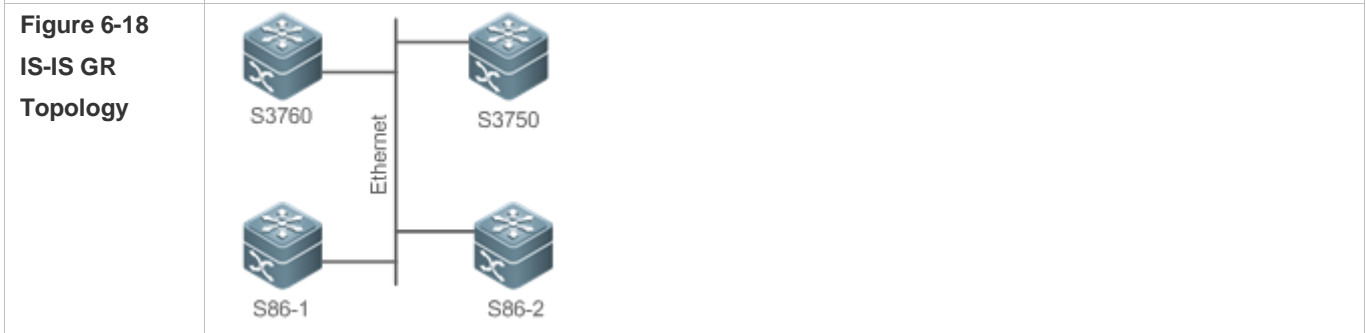 Figure 6-18
IS-IS GR
Topology
S3760
S3750
Ethernet
S86-1
S86-2